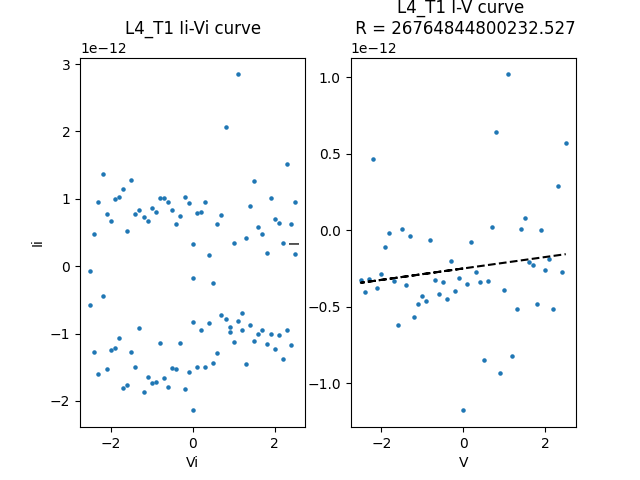 L4_T1 Ii-Vi curve
L4_T1 I-V curve
R = 26764844800232.527
1e−12
1e−12
3
2
1
0
−1
−2
Ii
−2
0
2
Vi
1.0
0.5
0.0
−0.5
−1.0
Ii
−2
0
2
V